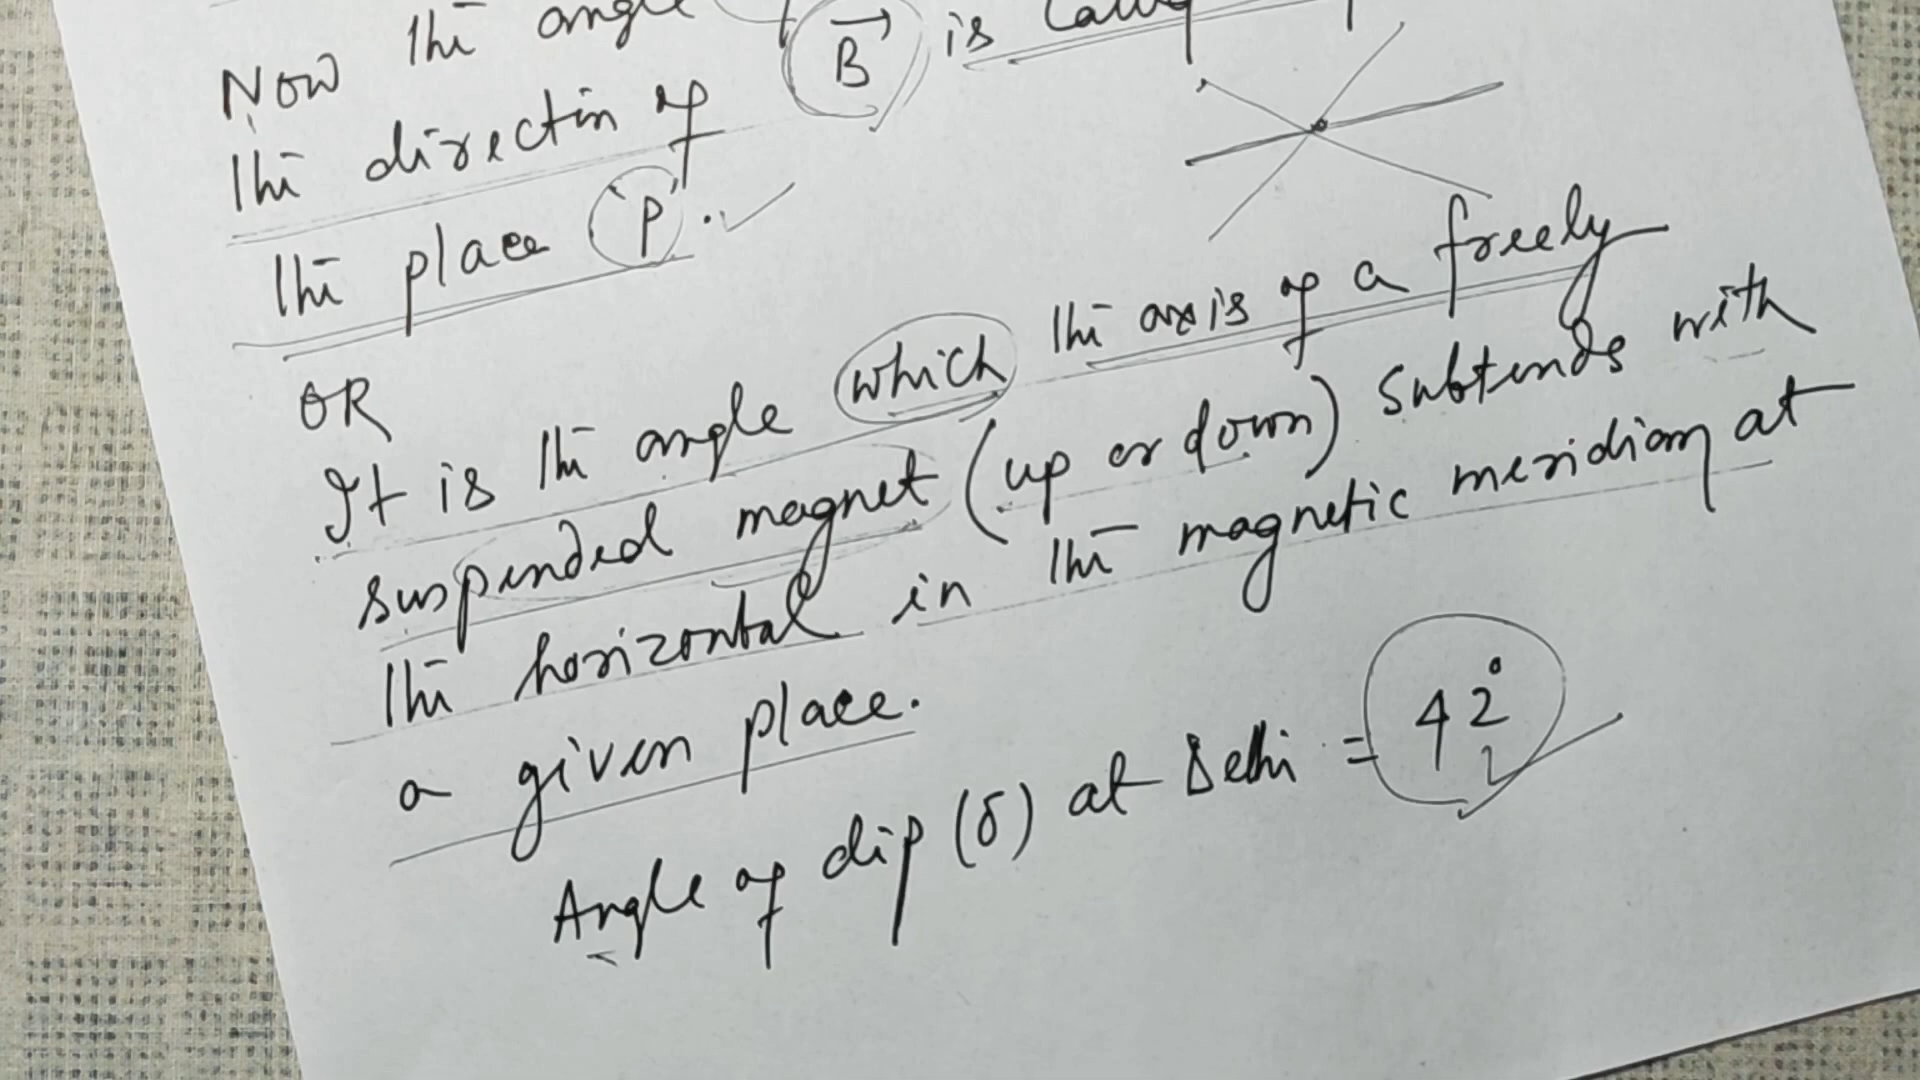 Now the angle B is
the direction of
the place 'P'.
OR
It is the angle which the axis of a freely
suspended magnet (up or down) subtends with
the horizontal in the magnetic meridian at
a given place.
Angle of dip (δ) at Delhi = 42°